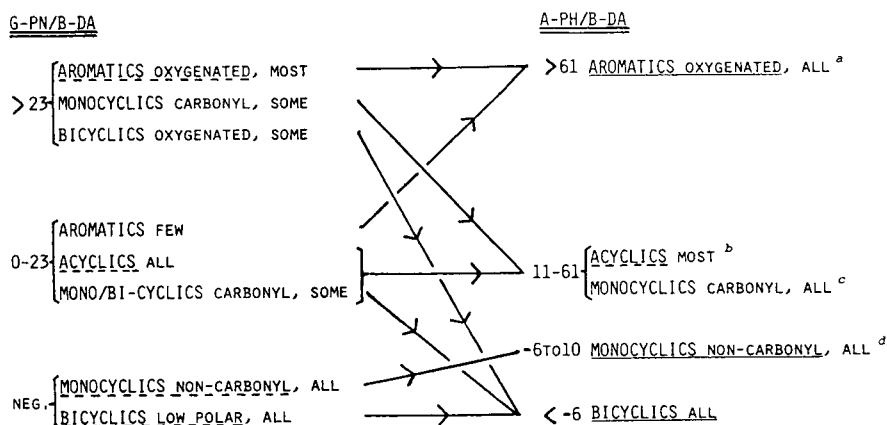 G-PN/B-DA
A-PH/B-DA
>23
AROMATICS OXYGENATED, MOST
MONOCYCLICS CARBONYL, SOME
BICYCLICS OXYGENATED, SOME
>61 AROMATICS OXYGENATED, ALL a
0-23
AROMATICS FEW
ACYCLICS ALL
MONO/BI-CYCLICS CARBONYL, SOME
11-61
ACYCLICS MOST b
MONOCYCLICS CARBONYL, ALL c
-6TO10 MONOCYCLICS NON-CARBONYL, ALL d
NEG.
MONOCYCLICS NON-CARBONYL, ALL
BICYCLICS LOW POLAR, ALL
< -6 BICYCLICS ALL